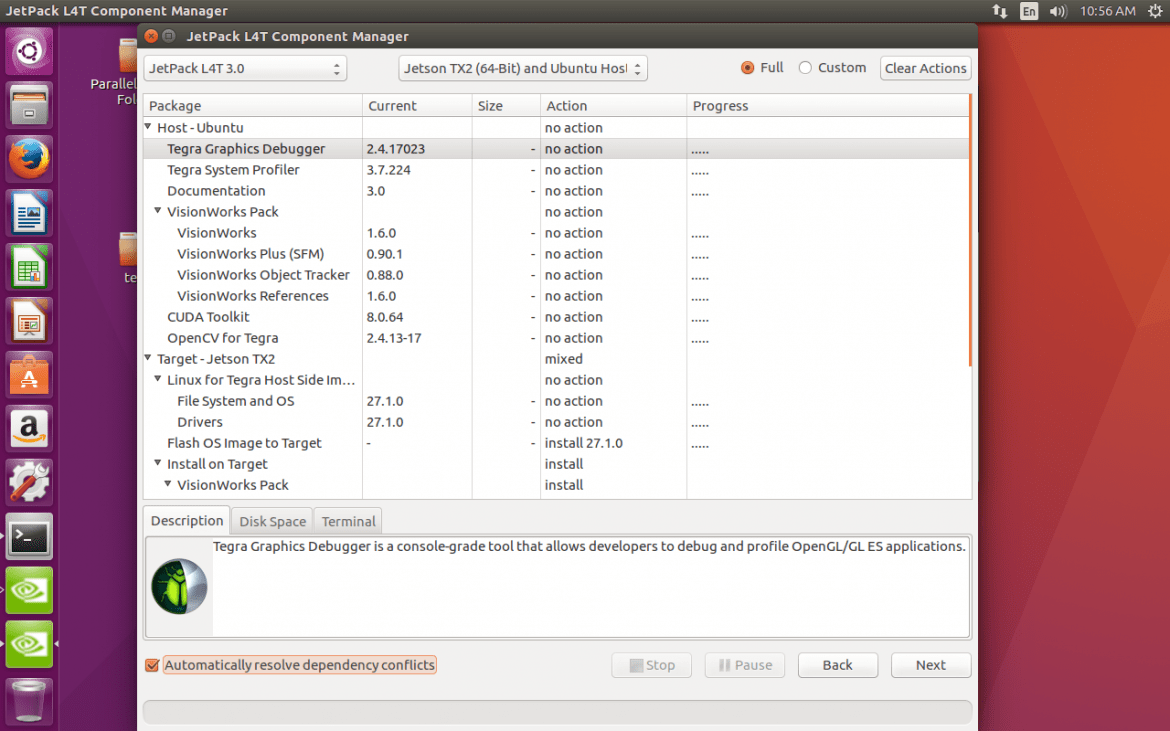 JetPack L4T Component Manager
En
10:56 AM
JetPack L4T Component Manager
Parallel
Fol
te
JetPack L4T 3.0
Jetson TX2 (64-Bit) and Ubuntu Host
Full
Custom
Clear Actions
Package Current Size Action Progress
Host - Ubuntu no action
Tegra Graphics Debugger 2.4.17023 - no action .....
Tegra System Profiler 3.7.224 - no action .....
Documentation 3.0 - no action .....
VisionWorks Pack no action
VisionWorks 1.6.0 - no action .....
VisionWorks Plus (SFM) 0.90.1 - no action .....
VisionWorks Object Tracker 0.88.0 - no action .....
VisionWorks References 1.6.0 - no action .....
CUDA Toolkit 8.0.64 - no action .....
OpenCV for Tegra 2.4.13-17 - no action .....
Target - Jetson TX2 mixed
Linux for Tegra Host Side Im... no action
File System and OS 27.1.0 - no action .....
Drivers 27.1.0 - no action .....
Flash OS Image to Target - - install 27.1.0 .....
Install on Target install
VisionWorks Pack install
Description Disk Space Terminal
Tegra Graphics Debugger is a console-grade tool that allows developers to debug and profile OpenGL/GL ES applications.
Automatically resolve dependency conflicts
Stop
Pause
Back
Next